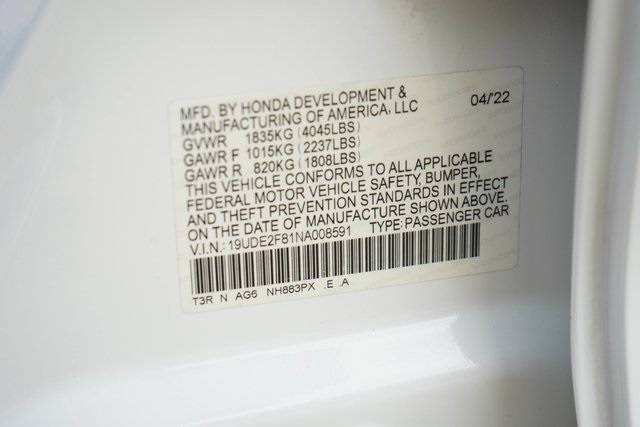 MFD. BY HONDA DEVELOPMENT & 04/'22
MANUFACTURING OF AMERICA, LLC
GVWR 1835KG (4045LBS)
GAWR F 1015KG (2237LBS)
GAWR R 820KG (1808LBS)
THIS VEHICLE CONFORMS TO ALL APPLICABLE
FEDERAL MOTOR VEHICLE SAFETY, BUMPER,
AND THEFT PREVENTION STANDARDS IN EFFECT
ON THE DATE OF MANUFACTURE SHOWN ABOVE.
V.I.N.: 19UDE2F81NA008591 TYPE: PASSENGER CAR
T3R N AG6 NH883PX .E .A